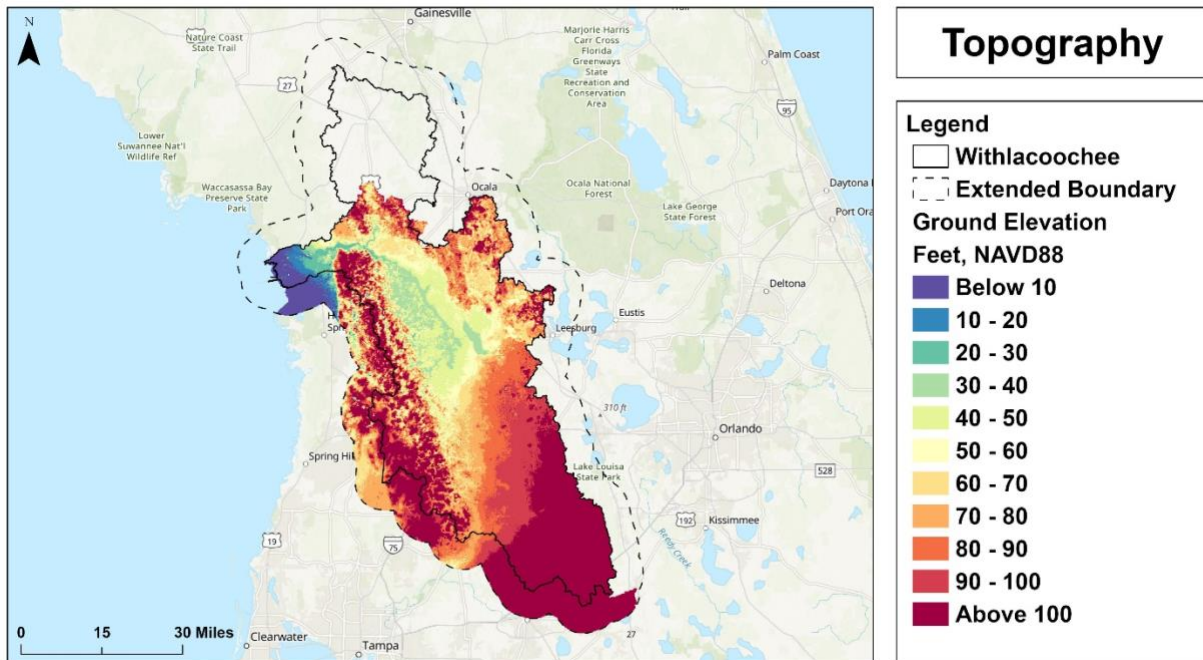 N
Gainesville
Nature Coast
State Trail
27
Marjorie Harris
Carr Cross
Florida
Greenways
State
Recreation and
Conservation
Area
Palm Coast
95
Lower
Suwannee Nat'l
Wildlife Ref
Waccasassa Bay
Preserve State
Park
Ocala
Ocala National
Forest
Lake George
State Forest
Daytona
Port Ora
Deltona
Leesburg
Eustis
310 ft
Orlando
528
Spring Hi
Lake Louisa
State Park
192
Kissimmee
Reedy Creek
19
75
27
Clearwater
Tampa
0 15 30 Miles
Topography
Legend
Withlacoochee
Extended Boundary
Ground Elevation
Feet, NAVD88
Below 10
10 - 20
20 - 30
30 - 40
40 - 50
50 - 60
60 - 70
70 - 80
80 - 90
90 - 100
Above 100